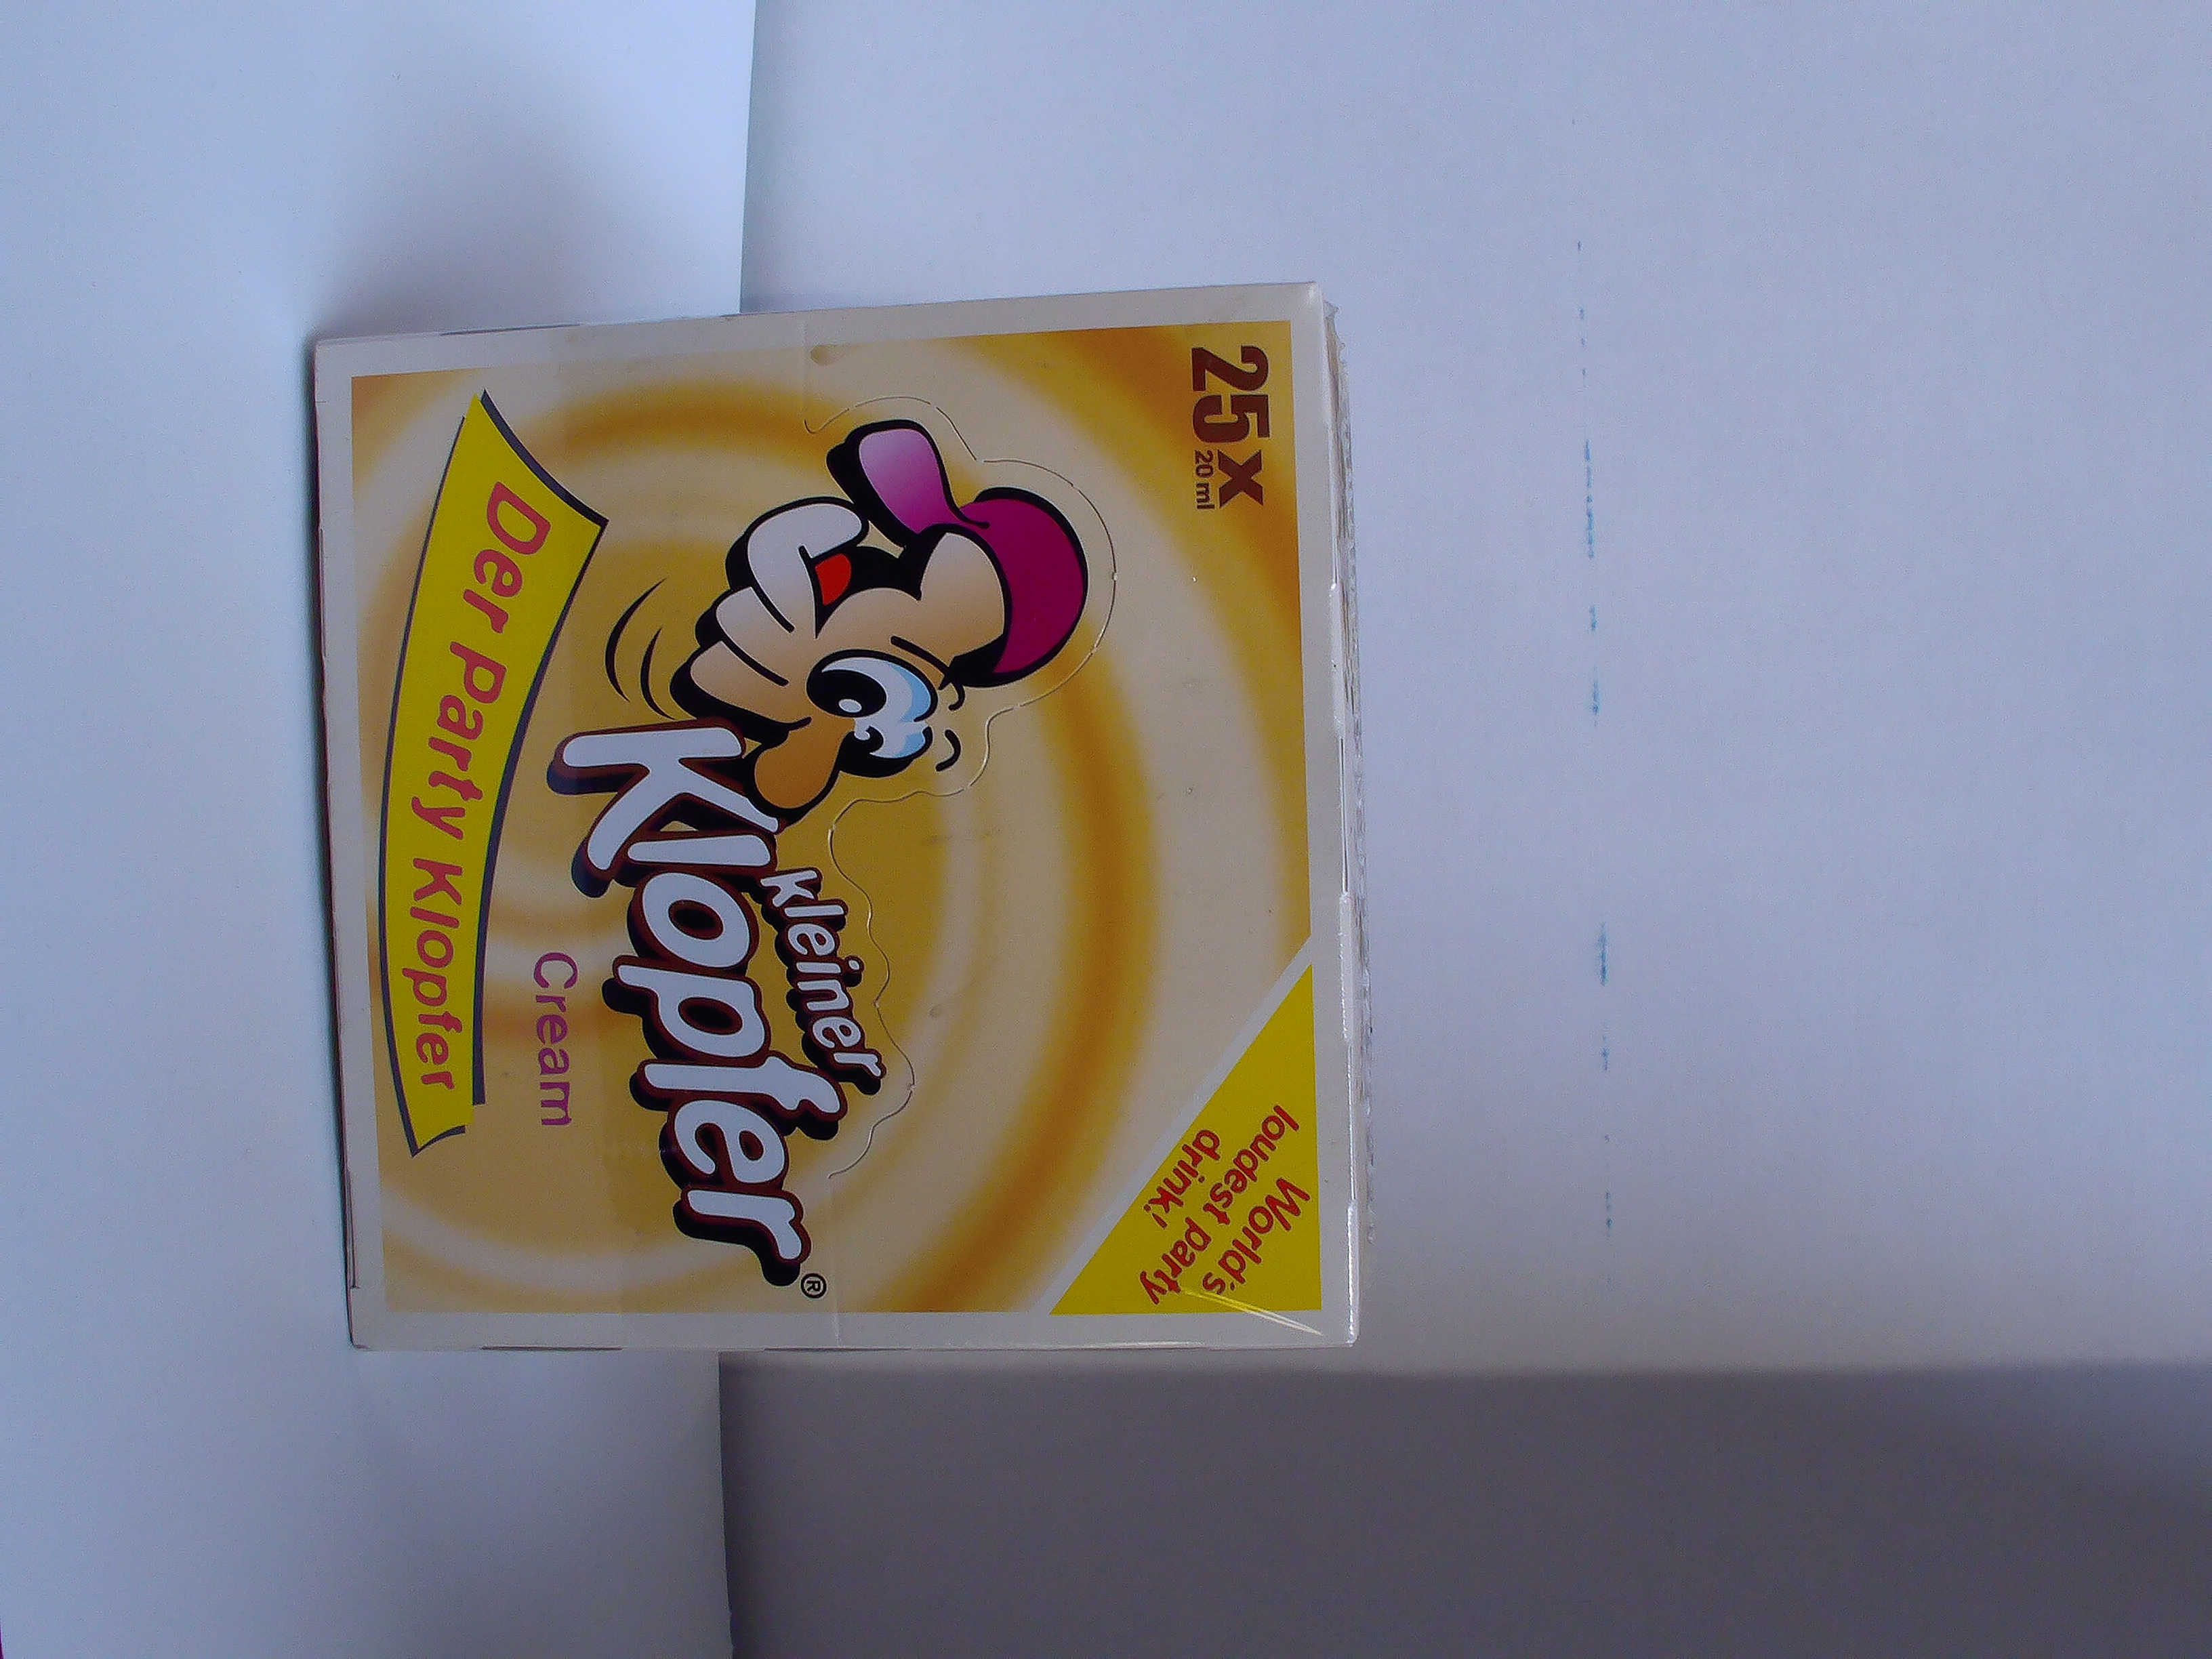 25x
20 ml
World's
loudest party
drink!
kleiner
Klopfer®
Cream
Der Party Klopfer